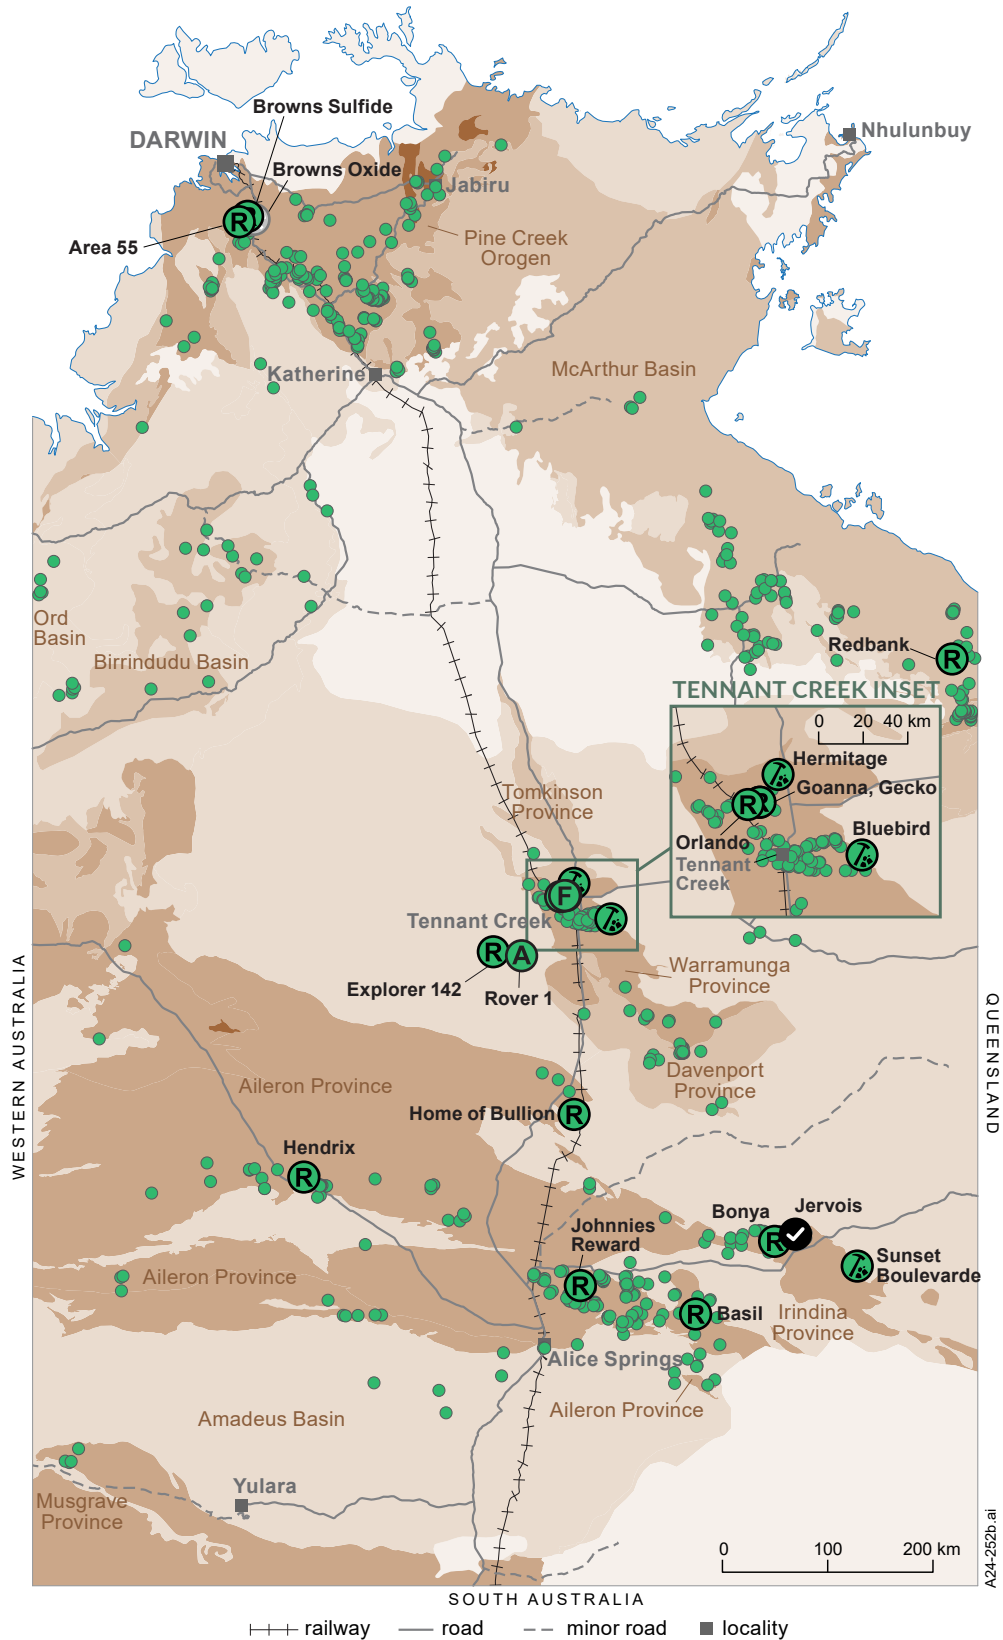 Browns Sulfide
DARWIN
Nhulunbuy
Browns Oxide
Jabiru
R
Area 55
Pine Creek
Orogen
McArthur Basin
Katherine
Ord
Basin
Birrindudu Basin
Redbank
R
TENNANT CREEK INSET
0 20 40 km
Hermitage
Goanna, Gecko
R
R
Orlando
Bluebird
Tennant
Creek
Tomkinson
Province
F
Tennant Creek
R
A
Explorer 142
Rover 1
Warramunga
Province
WESTERN AUSTRALIA
QUEENSLAND
Aileron Province
Davenport
Province
Home of Bullion
R
Hendrix
R
Bonya
Jervois
R
Johnnies
Reward
R
Sunset
Boulevarde
Aileron Province
R
Basil
Irindina
Province
Alice Springs
Aileron Province
Amadeus Basin
Yulara
Musgrave
Province
0 100 200 km
A24-252b.ai
SOUTH AUSTRALIA
railway road minor road locality